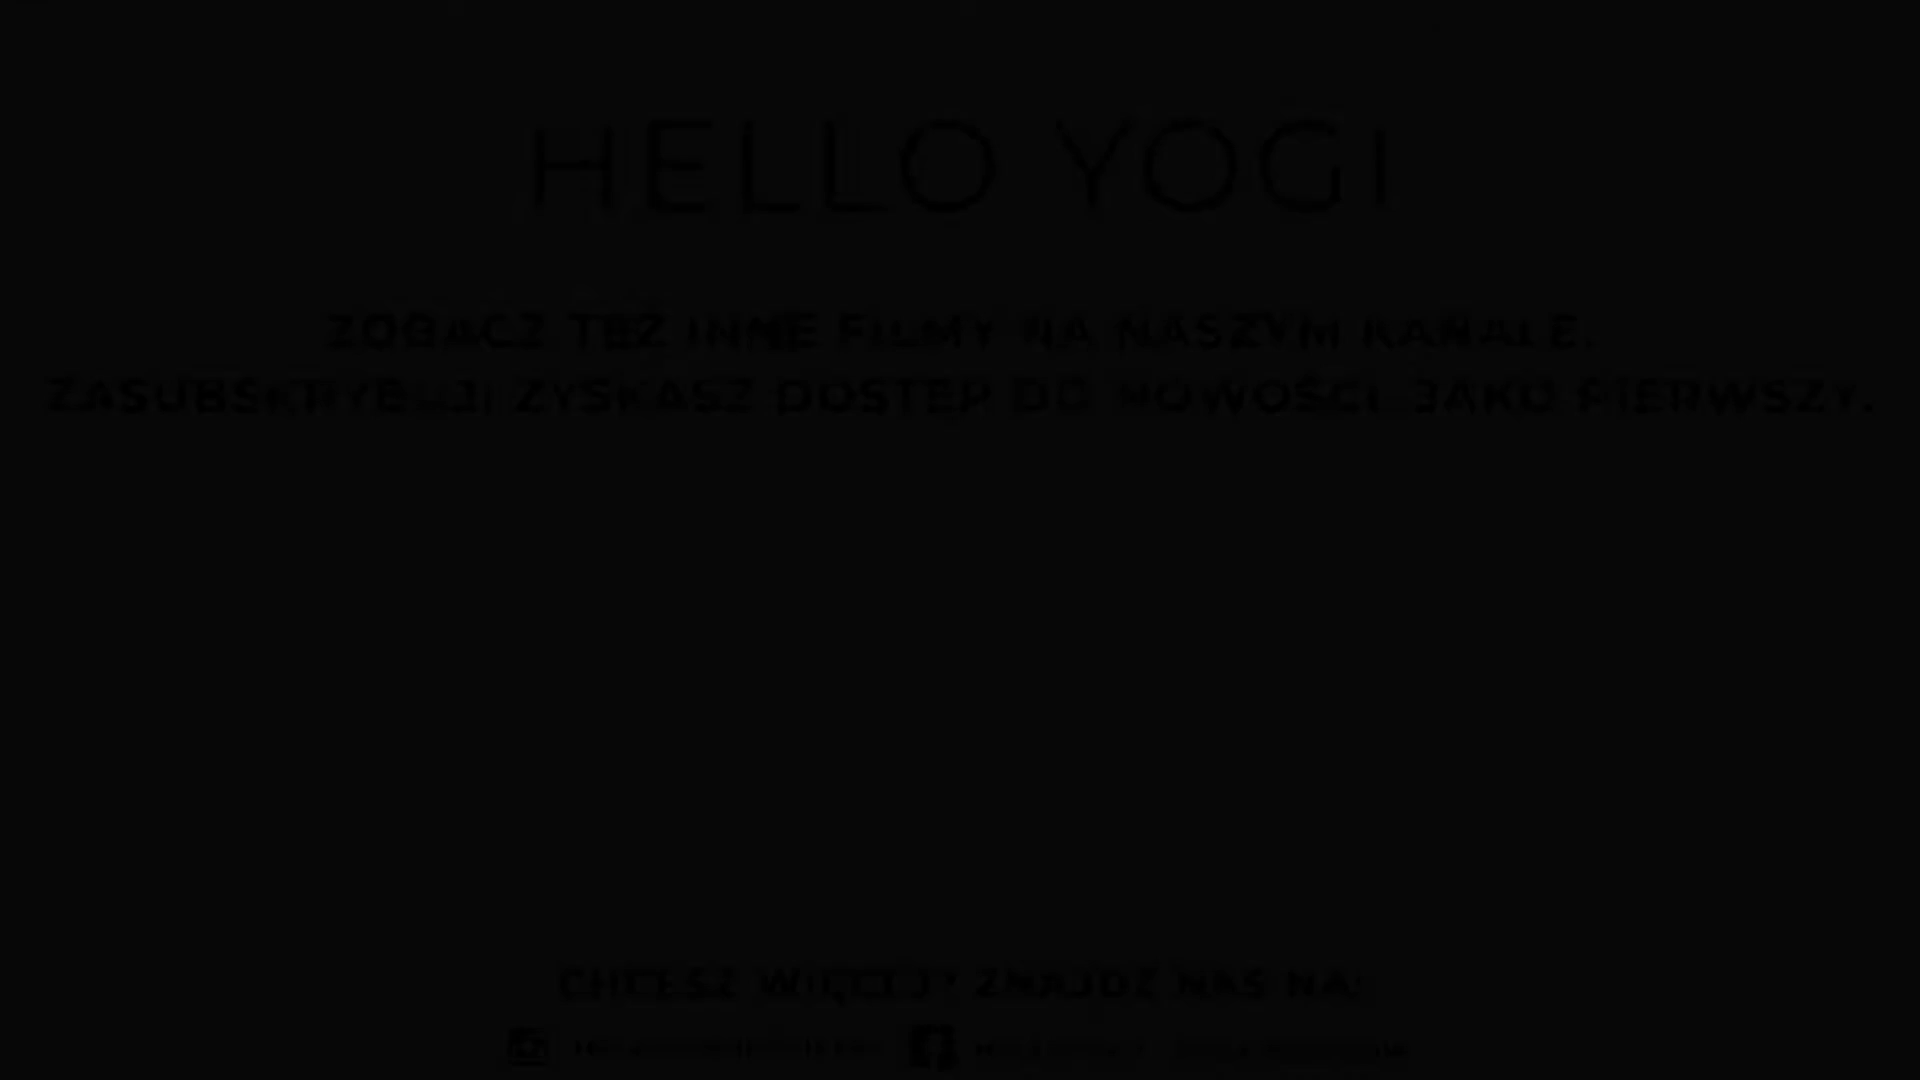 HELLO YOGI
ZOBACZ TEŻ INNE FILMY NA NASZYM KANALE.
ZASUBSKRYBUJ I ZYSKASZ DOSTĘP DO NOWOŚCI JAKO PIERWSZY.
CHCESZ WIĘCEJ? ZNAJDŹ NAS NA: